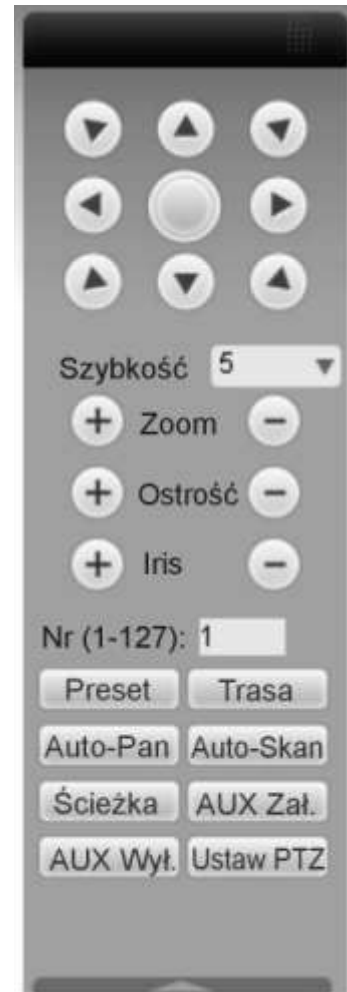 Szybkość 5
+ Zoom −
+ Ostrość −
+ Iris −
Nr (1-127): 1
Preset Trasa
Auto-Pan Auto-Skan
Ścieżka AUX Zał.
AUX Wył. Ustaw PTZ